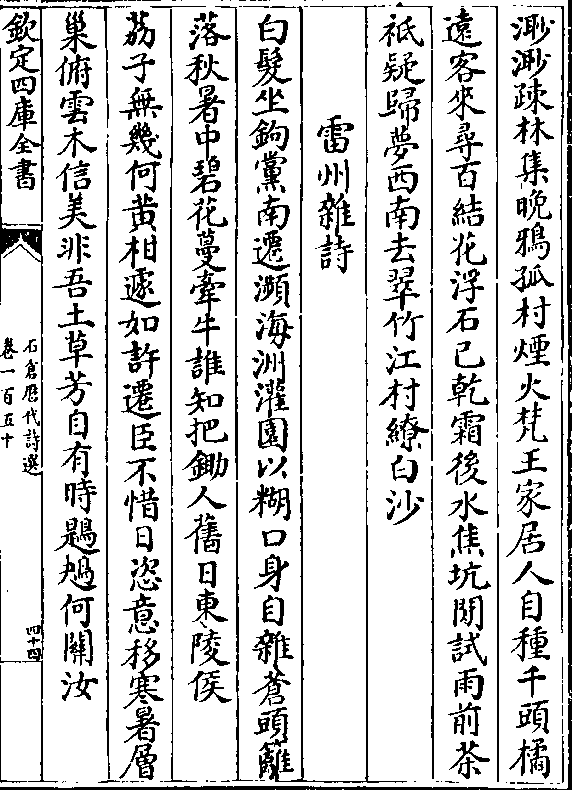 渺渺疎林集晚鴉孤村煙火梵王家居人自種千頭橘
遠客來尋百結花浮石已乾霜後水焦坑閒試雨前茶
祗疑歸夢西南去翠竹江村繚白沙
雷州雜詩
白髮坐鉤黨南遷瀕海洲灌園以糊口身自雜蒼頭籬
落秋暑中碧花蔓牽牛誰知把鋤人舊日東陵侯
荔子無幾何黄柑遽如許遷臣不惜日恣意移寒暑層
巢俯雲木信美非吾土草芳自有時鶗鴂何關汝
欽定四庫全書
石倉歷代詩選
卷一百五十
四十四